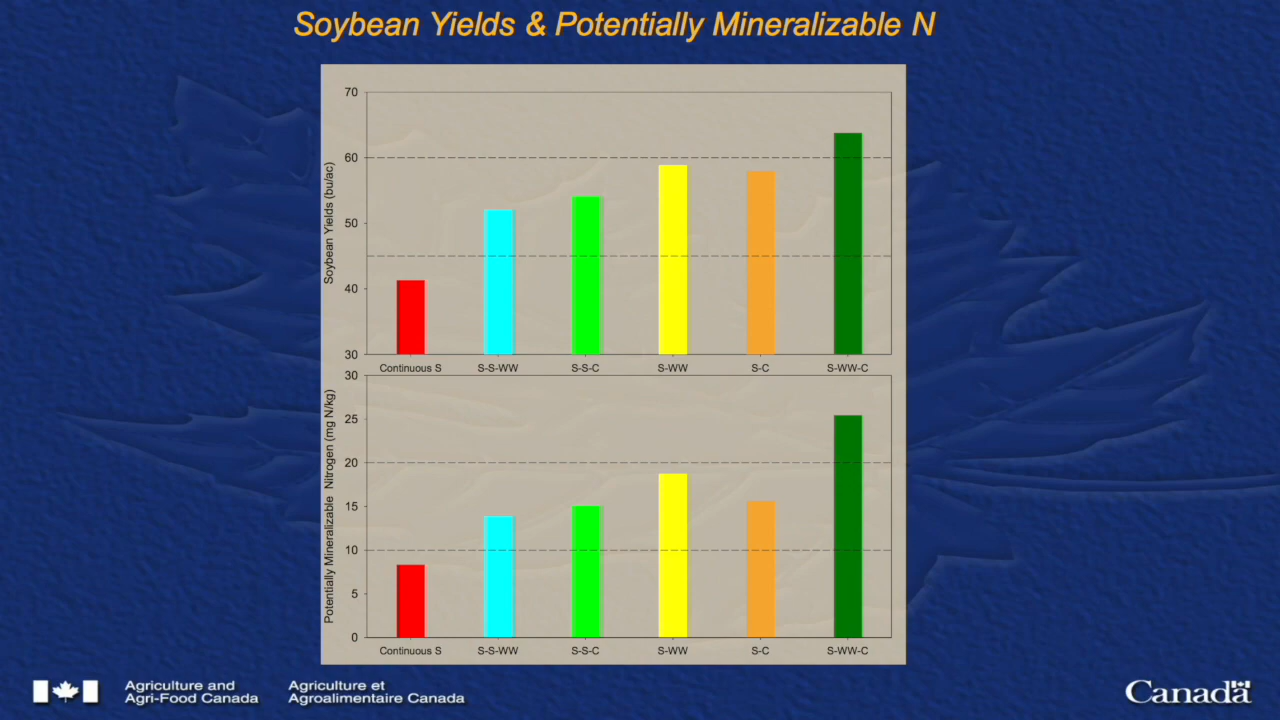 Soybean Yields & Potentially Mineralizable N
Soybean Yields (bu/ac)
70
60
50
40
30
Continuous S
S-S-WW
S-S-C
S-WW
S-C
S-WW-C
Potentially Mineralizable Nitrogen (mg N/kg)
30
25
20
15
10
5
0
Continuous S
S-S-WW
S-S-C
S-WW
S-C
S-WW-C
Agriculture and
Agri-Food Canada
Agriculture et
Agroalimentaire Canada
Canada